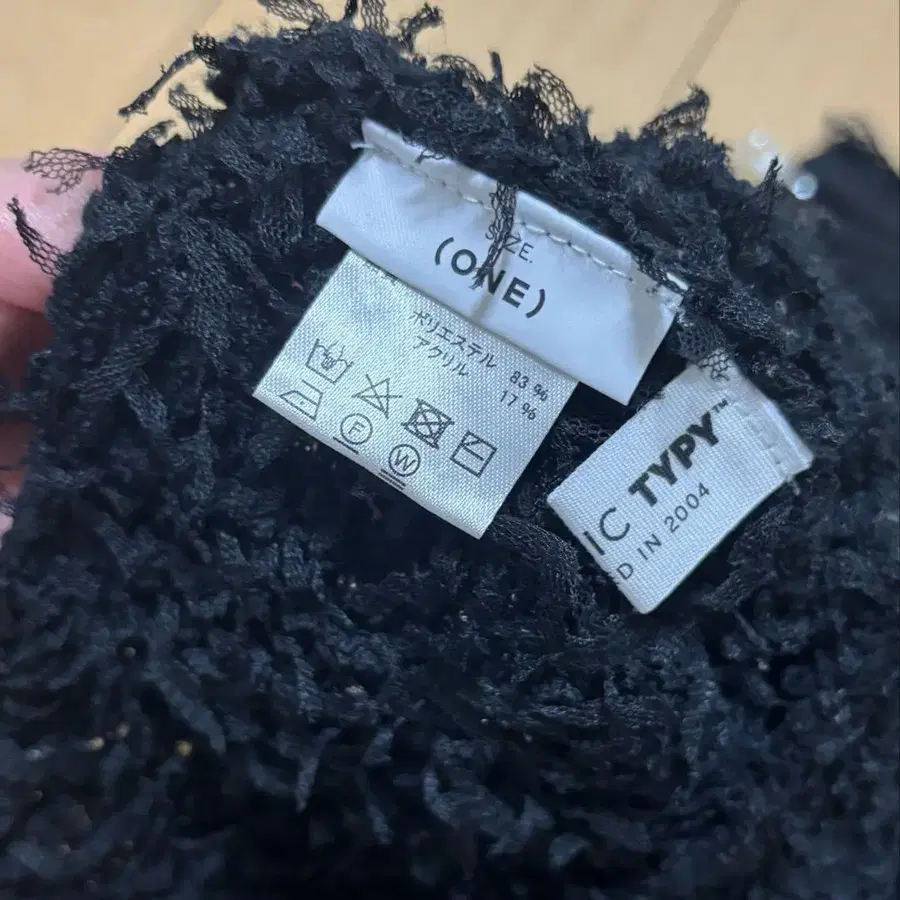 SIZE.
(ONE)
ポリエステル 83%
アクリル 17%
F
W
IC TYPY™
D IN 2004